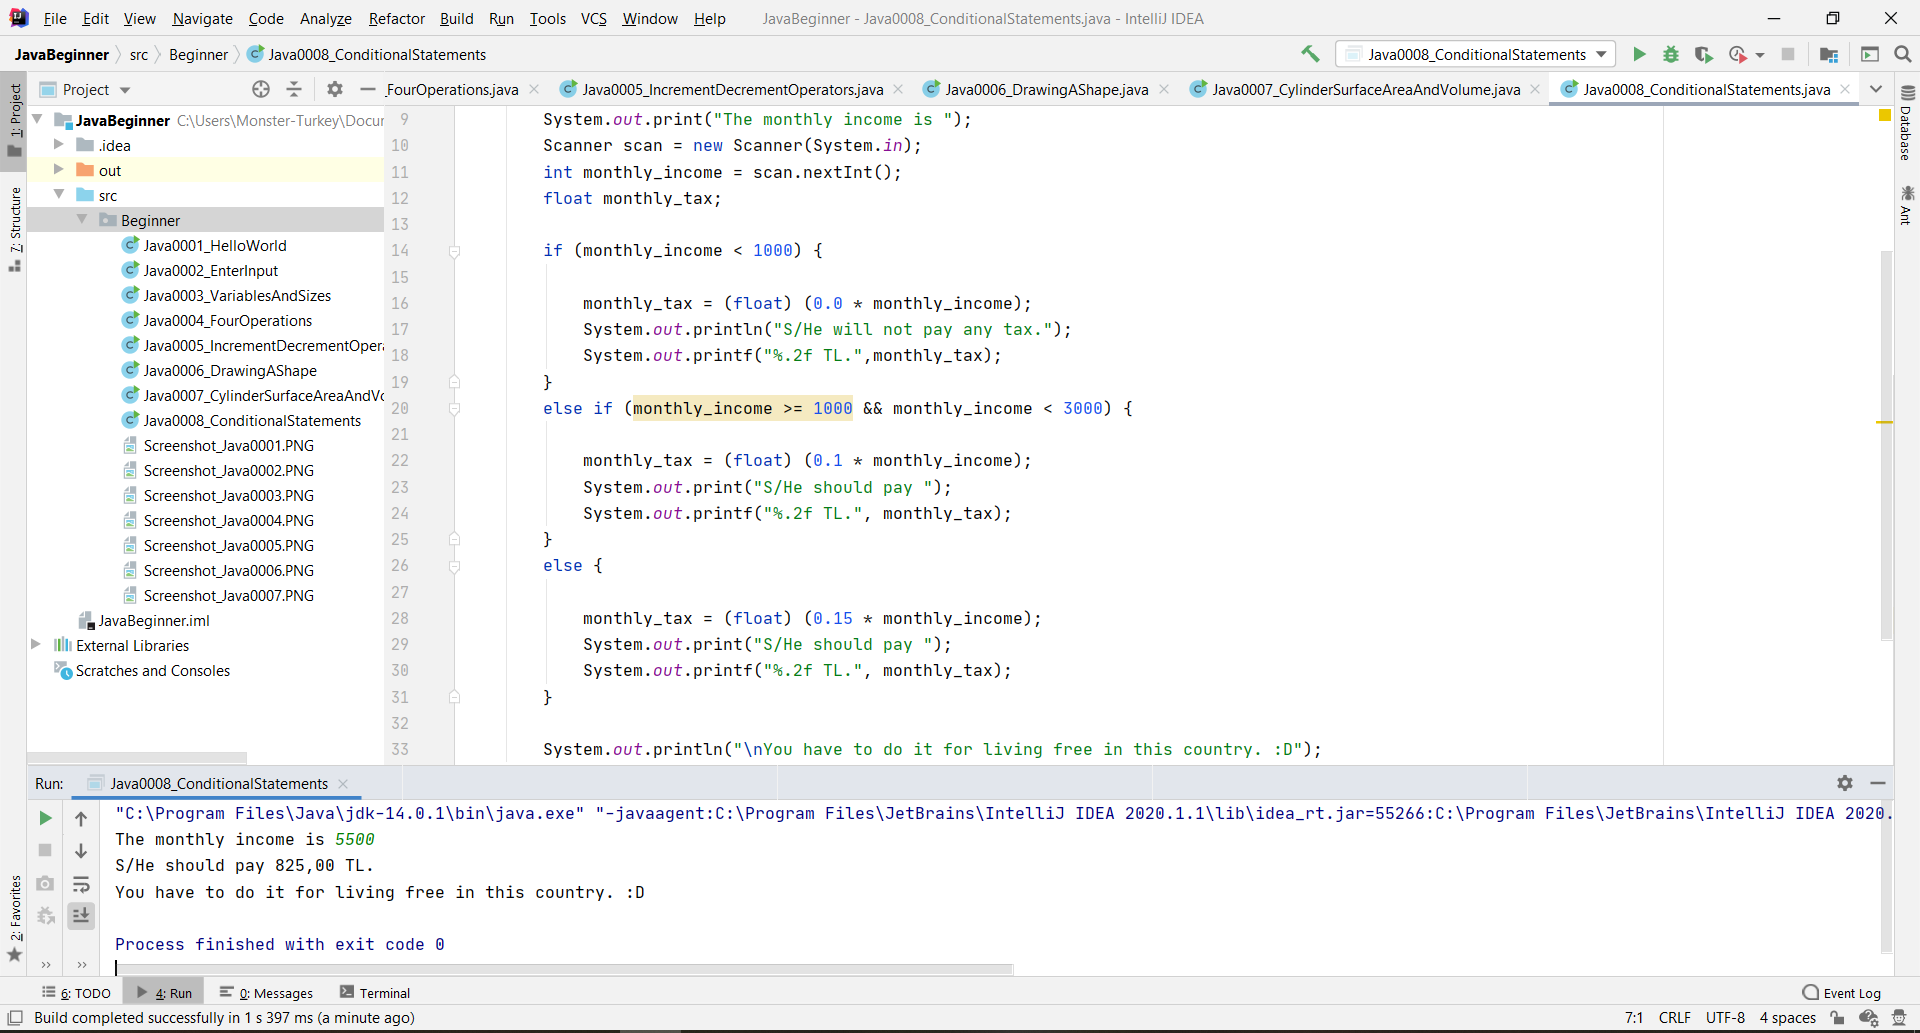 File Edit View Navigate Code Analyze Refactor Build Run Tools VCS Window Help JavaBeginner - Java0008_ConditionalStatements.java - IntelliJ IDEA
JavaBeginner src Beginner Java0008_ConditionalStatements Java0008_ConditionalStatements
Project _FourOperations.java Java0005_IncrementDecrementOperators.java Java0006_DrawingAShape.java Java0007_CylinderSurfaceAreaAndVolume.java Java0008_ConditionalStatements.java
1: Project
7: Structure
2: Favorites
JavaBeginner C:\Users\Monster-Turkey\Docu
.idea
out
src
Beginner
Java0001_HelloWorld
Java0002_EnterInput
Java0003_VariablesAndSizes
Java0004_FourOperations
Java0005_IncrementDecrementOper
Java0006_DrawingAShape
Java0007_CylinderSurfaceAreaAndV
Java0008_ConditionalStatements
Screenshot_Java0001.PNG
Screenshot_Java0002.PNG
Screenshot_Java0003.PNG
Screenshot_Java0004.PNG
Screenshot_Java0005.PNG
Screenshot_Java0006.PNG
Screenshot_Java0007.PNG
JavaBeginner.iml
External Libraries
Scratches and Consoles
9 System.out.print("The monthly income is ");
10 Scanner scan = new Scanner(System.in);
11 int monthly_income = scan.nextInt();
12 float monthly_tax;
13
14 if (monthly_income < 1000) {
15
16 monthly_tax = (float) (0.0 * monthly_income);
17 System.out.println("S/He will not pay any tax.");
18 System.out.printf("%.2f TL.",monthly_tax);
19 }
20 else if (monthly_income >= 1000 && monthly_income < 3000) {
21
22 monthly_tax = (float) (0.1 * monthly_income);
23 System.out.print("S/He should pay ");
24 System.out.printf("%.2f TL.", monthly_tax);
25 }
26 else {
27
28 monthly_tax = (float) (0.15 * monthly_income);
29 System.out.print("S/He should pay ");
30 System.out.printf("%.2f TL.", monthly_tax);
31 }
32
33 System.out.println("\nYou have to do it for living free in this country. :D");
Database
Ant
Run: Java0008_ConditionalStatements
"C:\Program Files\Java\jdk-14.0.1\bin\java.exe" "-javaagent:C:\Program Files\JetBrains\IntelliJ IDEA 2020.1.1\lib\idea_rt.jar=55266:C:\Program Files\JetBrains\IntelliJ IDEA 2020.
The monthly income is 5500
S/He should pay 825,00 TL.
You have to do it for living free in this country. :D
Process finished with exit code 0
6: TODO 4: Run 0: Messages Terminal Event Log
Build completed successfully in 1 s 397 ms (a minute ago) 7:1 CRLF UTF-8 4 spaces